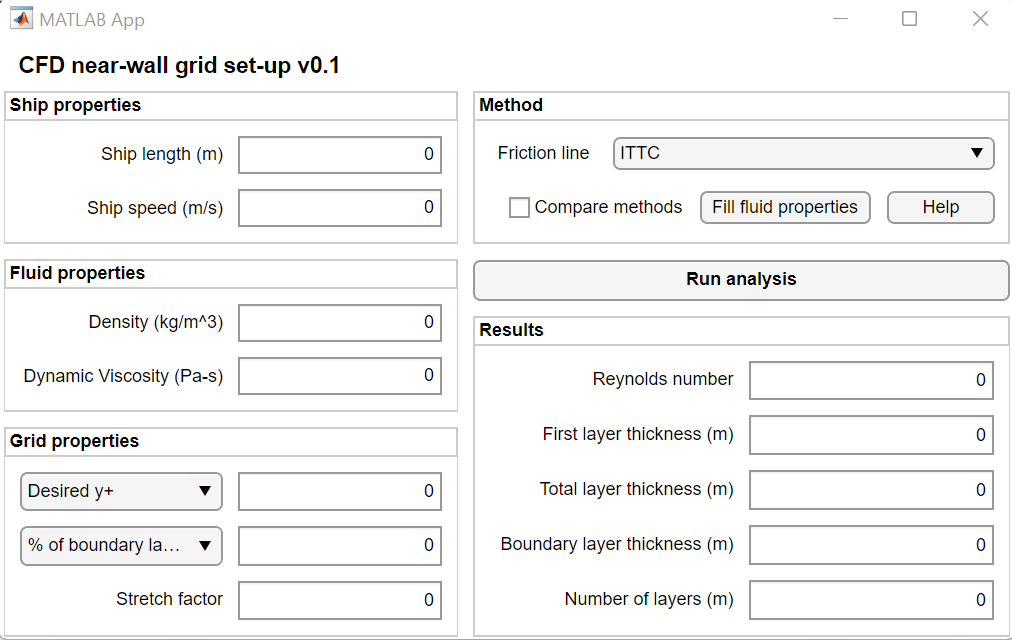 MATLAB App
CFD near-wall grid set-up v0.1
Ship properties
Ship length (m) 0
Ship speed (m/s) 0
Fluid properties
Density (kg/m^3) 0
Dynamic Viscosity (Pa-s) 0
Grid properties
Desired y+ 0
% of boundary la... 0
Stretch factor 0
Method
Friction line ITTC
Compare methods Fill fluid properties Help
Run analysis
Results
Reynolds number 0
First layer thickness (m) 0
Total layer thickness (m) 0
Boundary layer thickness (m) 0
Number of layers (m) 0